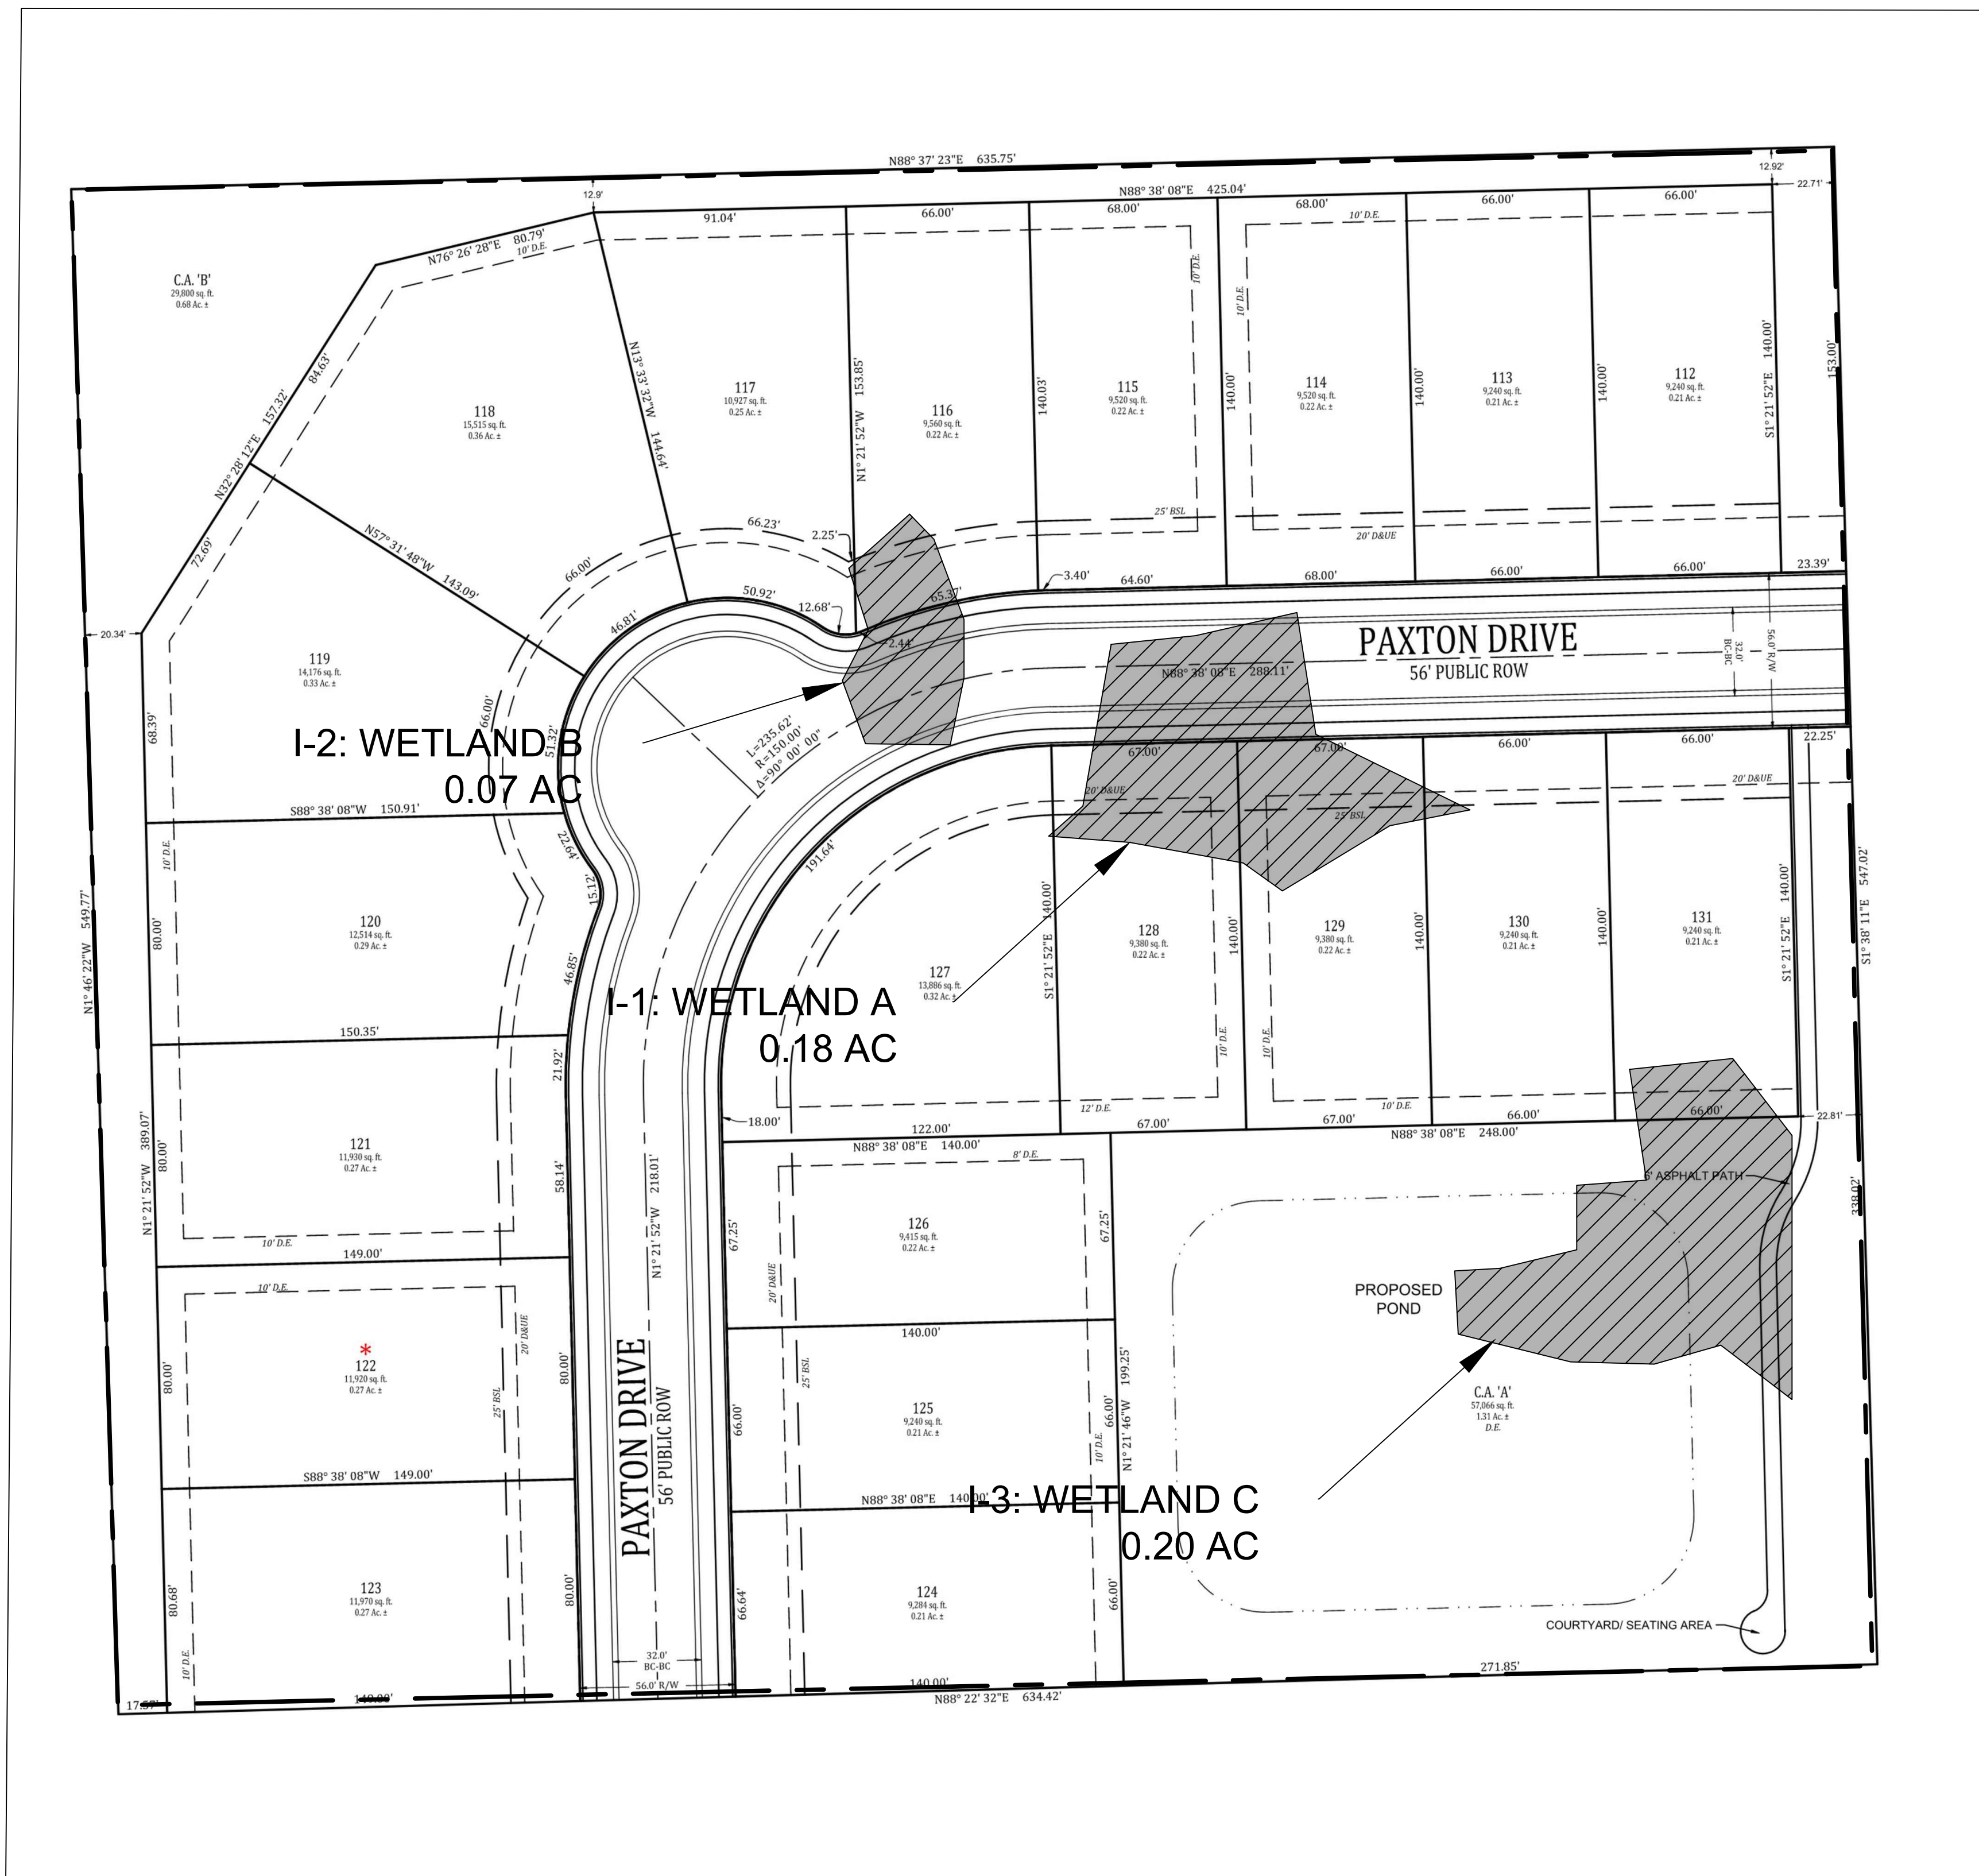 N88° 37' 23"E 635.75'
12.9'
12.92'
22.71'
N88° 38' 08"E 425.04'
91.04'
66.00'
68.00'
68.00'
66.00'
66.00'
N76° 26' 28"E 80.79'
10' D.E.
10' D.E.
10' D.E.
10' D.E.
C.A. 'B'
29,800 sq. ft.
0.68 Ac. ±
84.63'
N32° 28' 12"E 157.32'
72.69'
N13° 33' 32"W 144.64'
N1° 21' 52"W 153.85'
140.03'
140.00'
140.00'
140.00'
S1° 21' 52"E 140.00'
153.00'
118
15,515 sq. ft.
0.36 Ac. ±
117
10,927 sq. ft.
0.25 Ac. ±
116
9,560 sq. ft.
0.22 Ac. ±
115
9,520 sq. ft.
0.22 Ac. ±
114
9,520 sq. ft.
0.22 Ac. ±
113
9,240 sq. ft.
0.21 Ac. ±
112
9,240 sq. ft.
0.21 Ac. ±
N57° 31' 48"W 143.09'
66.00'
66.23'
2.25'
25' BSL
20' D&UE
50.92'
46.81'
12.68'
65.37'
2.44'
3.40'
64.60'
68.00'
66.00'
66.00'
23.39'
20.34'
119
14,176 sq. ft.
0.33 Ac. ±
PAXTON DRIVE
56' PUBLIC ROW
N88° 38' 08"E 288.11'
32.0'
BC-BC
56.0' R/W
68.39'
66.00'
51.32'
I-2: WETLAND B
0.07 AC
L=235.62'
R=150.00'
Δ=90° 00' 00"
67.00'
67.00'
66.00'
66.00'
22.25'
20' D&UE
20' D&UE
25' BSL
S88° 38' 08"W 150.91'
10' D.E.
22.64'
15.12'
191.64'
N1° 46' 22"W 549.77'
S1° 38' 11"E 547.02'
80.00'
120
12,514 sq. ft.
0.29 Ac. ±
46.85'
S1° 21' 52"E 140.00'
140.00'
140.00'
140.00'
S1° 21' 52"E 140.00'
127
13,886 sq. ft.
0.32 Ac. ±
128
9,380 sq. ft.
0.22 Ac. ±
129
9,380 sq. ft.
0.22 Ac. ±
130
9,240 sq. ft.
0.21 Ac. ±
131
9,240 sq. ft.
0.21 Ac. ±
I-1: WETLAND A
0.18 AC
150.35'
21.92'
10' D.E.
10' D.E.
12' D.E.
10' D.E.
18.00'
122.00'
67.00'
67.00'
66.00'
66.00'
22.81'
N88° 38' 08"E 140.00'
N88° 38' 08"E 248.00'
8' D.E.
N1° 21' 52"W 389.07'
80.00'
121
11,930 sq. ft.
0.27 Ac. ±
58.14'
N1° 21' 52"W 218.01'
67.25'
67.25'
126
9,415 sq. ft.
0.22 Ac. ±
6' ASPHALT PATH
338.02'
10' D.E.
149.00'
10' D.E.
20' D&UE
20' D&UE
PROPOSED
POND
140.00'
*
122
11,920 sq. ft.
0.27 Ac. ±
80.00'
80.00'
25' BSL
25' BSL
PAXTON DRIVE
56' PUBLIC ROW
N1° 21' 46"W 199.25'
66.00'
66.00'
125
9,240 sq. ft.
0.21 Ac. ±
10' D.E.
C.A. 'A'
57,066 sq. ft.
1.31 Ac. ±
D.E.
S88° 38' 08"W 149.00'
N88° 38' 08"E 140.00'
I-3: WETLAND C
0.20 AC
123
11,970 sq. ft.
0.27 Ac. ±
80.68'
80.00'
66.64'
66.00'
124
9,284 sq. ft.
0.21 Ac. ±
10' D.E.
COURTYARD/ SEATING AREA
32.0'
BC-BC
56.0' R/W
17.57'
149.00'
140.00'
271.85'
N88° 22' 32"E 634.42'